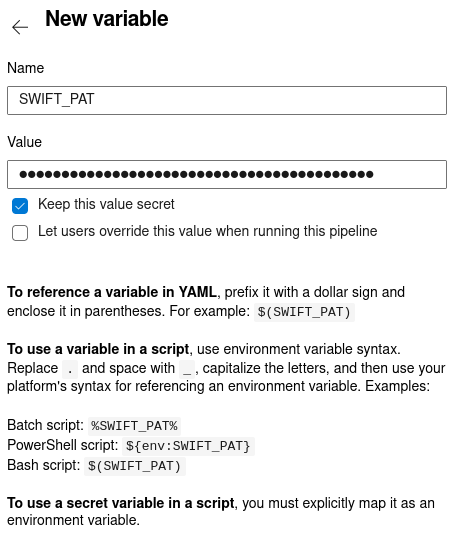 New variable
Name
SWIFT_PAT
Value
Keep this value secret
Let users override this value when running this pipeline
To reference a variable in YAML, prefix it with a dollar sign and
enclose it in parentheses. For example: $(SWIFT_PAT)
To use a variable in a script, use environment variable syntax.
Replace . and space with _, capitalize the letters, and then use your
platform's syntax for referencing an environment variable. Examples:
Batch script: %SWIFT_PAT%
PowerShell script: ${env:SWIFT_PAT}
Bash script: $(SWIFT_PAT)
To use a secret variable in a script, you must explicitly map it as an
environment variable.